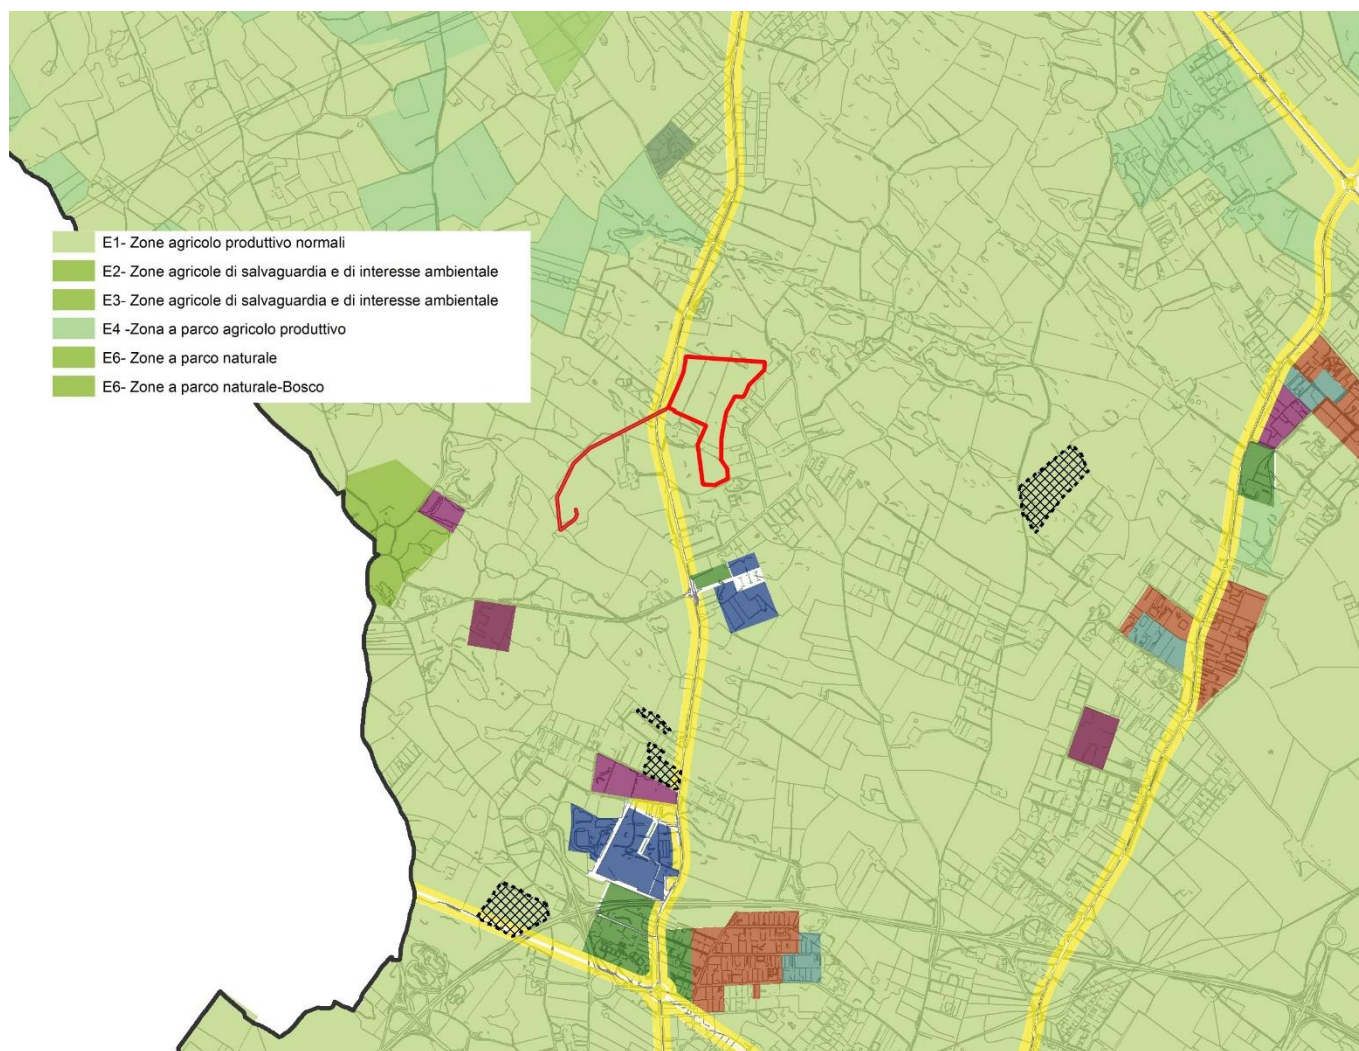 E1- Zone agricolo produttivo normali
E2- Zone agricole di salvaguardia e di interesse ambientale
E3- Zone agricole di salvaguardia e di interesse ambientale
E4 -Zona a parco agricolo produttivo
E6- Zone a parco naturale
E6- Zone a parco naturale-Bosco